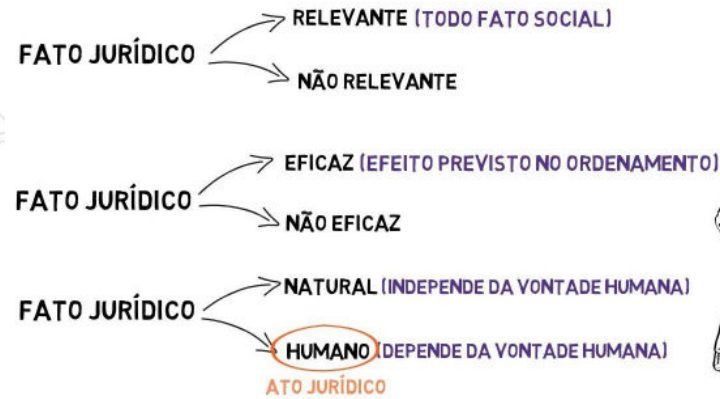 FATO JURÍDICO
RELEVANTE (TODO FATO SOCIAL)
NÃO RELEVANTE
FATO JURÍDICO
EFICAZ (EFEITO PREVISTO NO ORDENAMENTO)
NÃO EFICAZ
FATO JURÍDICO
NATURAL (INDEPENDE DA VONTADE HUMANA)
HUMANO (DEPENDE DA VONTADE HUMANA)
ATO JURÍDICO